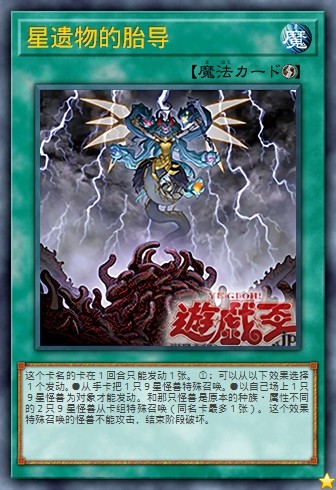 星遗物的胎导
魔
【魔法カード】
YU-GI-OH!
遊戯王
.JP
这个卡名的卡在1回合只能发动1张。①：可以从以下效果选择
1个发动。●从手卡把1只9星怪兽特殊召唤。●以自己场上1只
9星怪兽为对象才能发动。和那只怪兽是原本的种族·属性不同
的2只9星怪兽从卡组特殊召唤（同名卡最多1张）。这个效果
特殊召唤的怪兽不能攻击，结束阶段破坏。